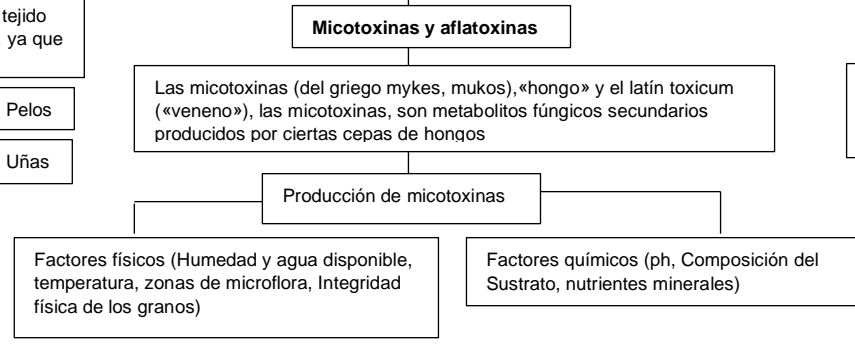 tejido
ya que
Pelos
Uñas
Micotoxinas y aflatoxinas
Las micotoxinas (del griego mykes, mukos),«hongo» y el latín toxicum
(«veneno»), las micotoxinas, son metabolitos fúngicos secundarios
producidos por ciertas cepas de hongos
Producción de micotoxinas
Factores físicos (Humedad y agua disponible,
temperatura, zonas de microflora, Integridad
física de los granos)
Factores químicos (ph, Composición del
Sustrato, nutrientes minerales)